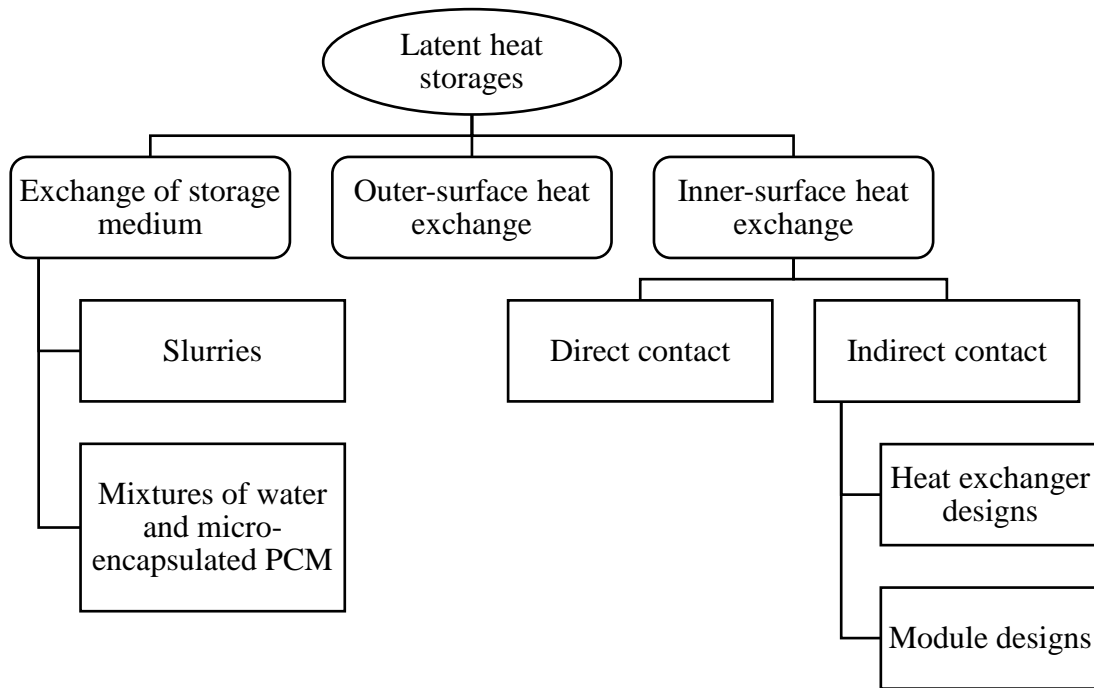 Latent heat
storages
Exchange of storage
medium
Outer-surface heat
exchange
Inner-surface heat
exchange
Slurries
Direct contact
Indirect contact
Mixtures of water
and micro-
encapsulated PCM
Heat exchanger
designs
Module designs